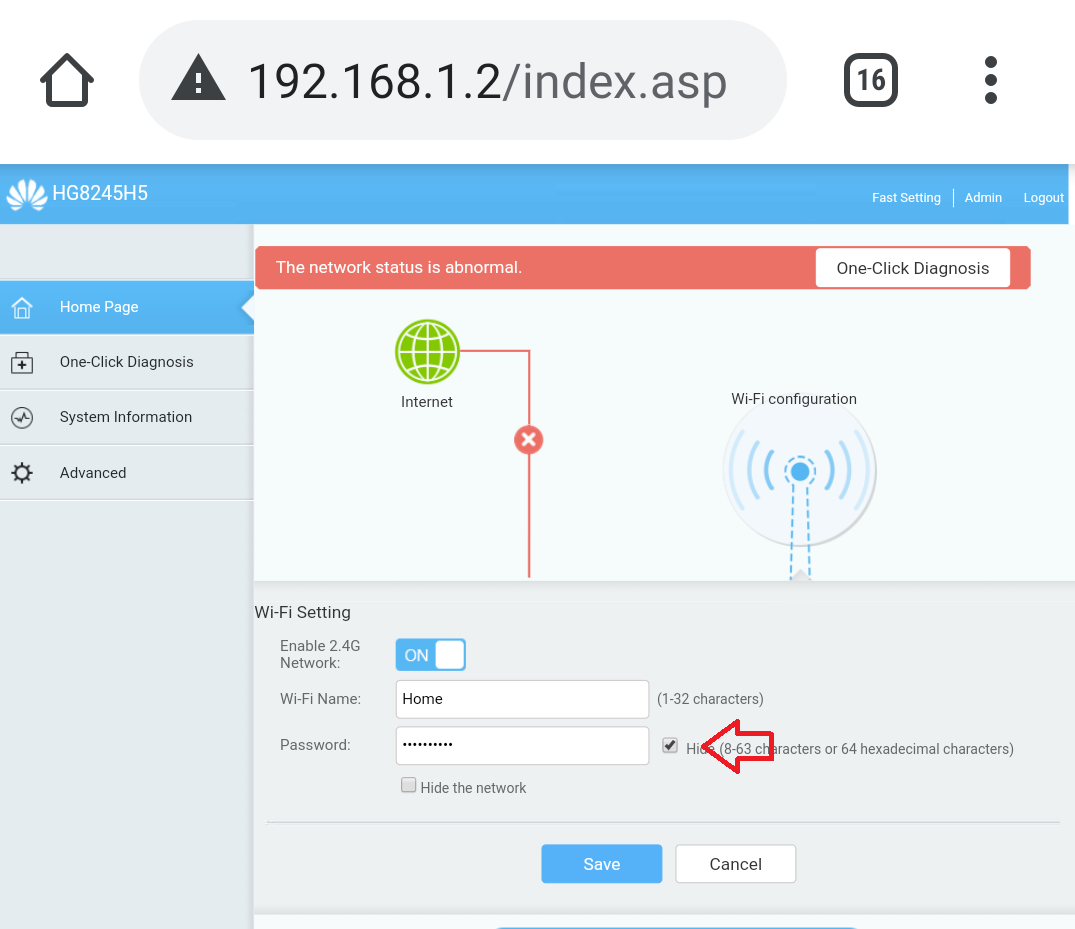 192.168.1.2/index.asp
16
HG8245H5
Fast Setting
Admin
Logout
The network status is abnormal.
One-Click Diagnosis
Home Page
One-Click Diagnosis
System Information
Advanced
Internet
Wi-Fi configuration
Wi-Fi Setting
Enable 2.4G
Network:
ON
Wi-Fi Name:
Home
(1-32 characters)
Password:
••••••••••
Hide (8-63 characters or 64 hexadecimal characters)
Hide the network
Save
Cancel